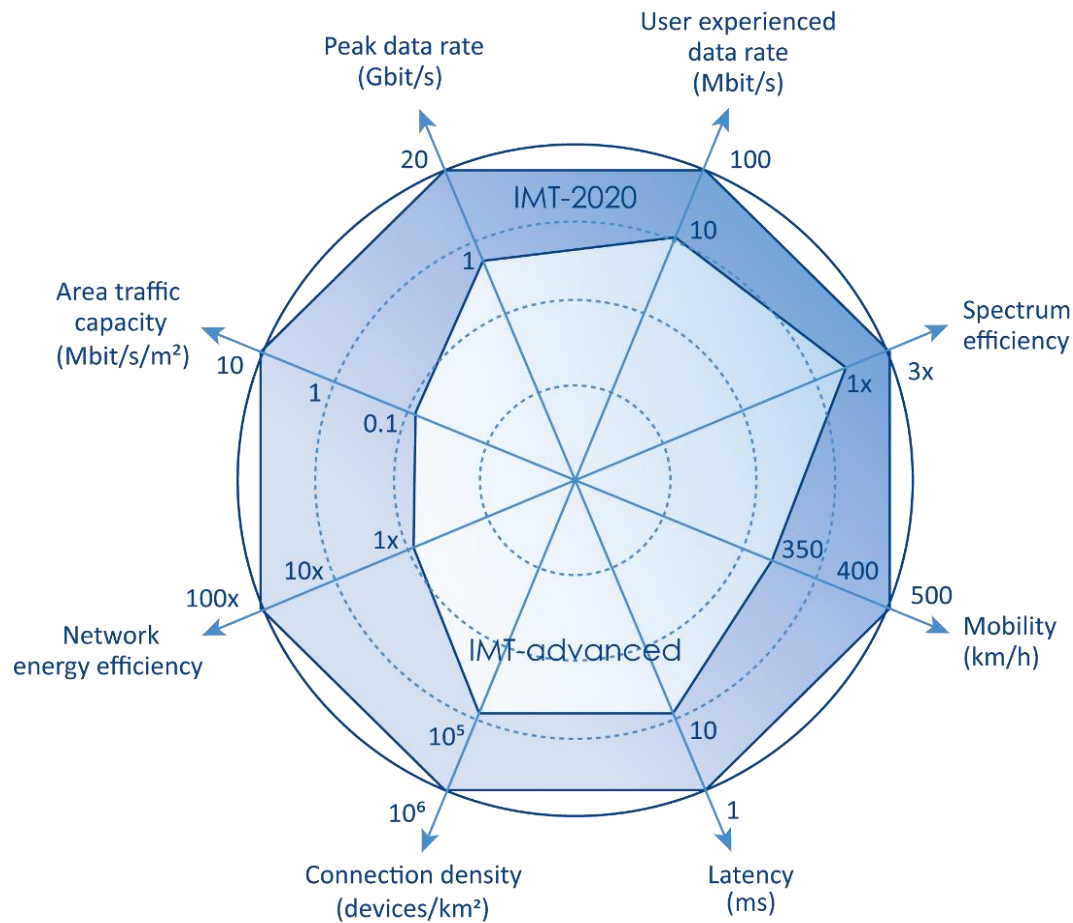 User experienced
data rate
(Mbit/s)
Peak data rate
(Gbit/s)
20
100
IMT-2020
10
1
Area traffic
capacity
(Mbit/s/m²)
Spectrum
efficiency
10
1
0.1
1x
3x
1x
10x
100x
350
400
500
Network
energy efficiency
Mobility
(km/h)
IMT-advanced
10⁵
10
10⁶
1
Connection density
(devices/km²)
Latency
(ms)